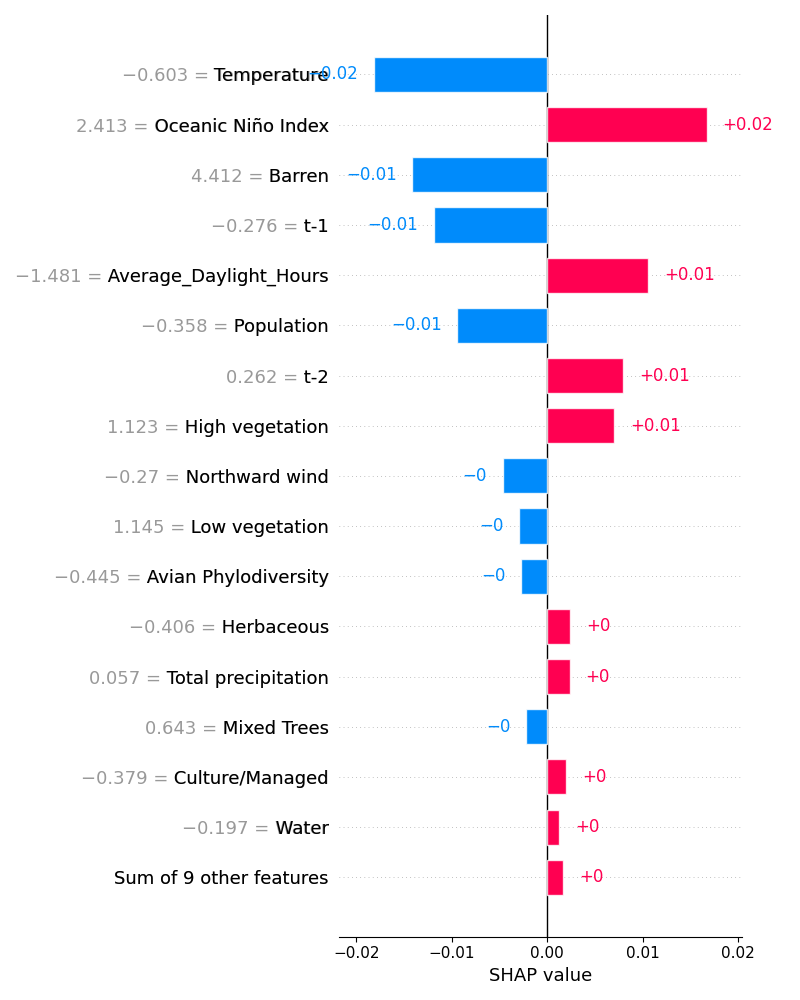 −0.603 = Temperature −0.02
2.413 = Oceanic Niño Index +0.02
4.412 = Barren −0.01
−0.276 = t-1 −0.01
−1.481 = Average_Daylight_Hours +0.01
−0.358 = Population −0.01
0.262 = t-2 +0.01
1.123 = High vegetation +0.01
−0.27 = Northward wind −0
1.145 = Low vegetation −0
−0.445 = Avian Phylodiversity −0
−0.406 = Herbaceous +0
0.057 = Total precipitation +0
0.643 = Mixed Trees −0
−0.379 = Culture/Managed +0
−0.197 = Water +0
Sum of 9 other features +0
−0.02 −0.01 0.00 0.01 0.02
SHAP value